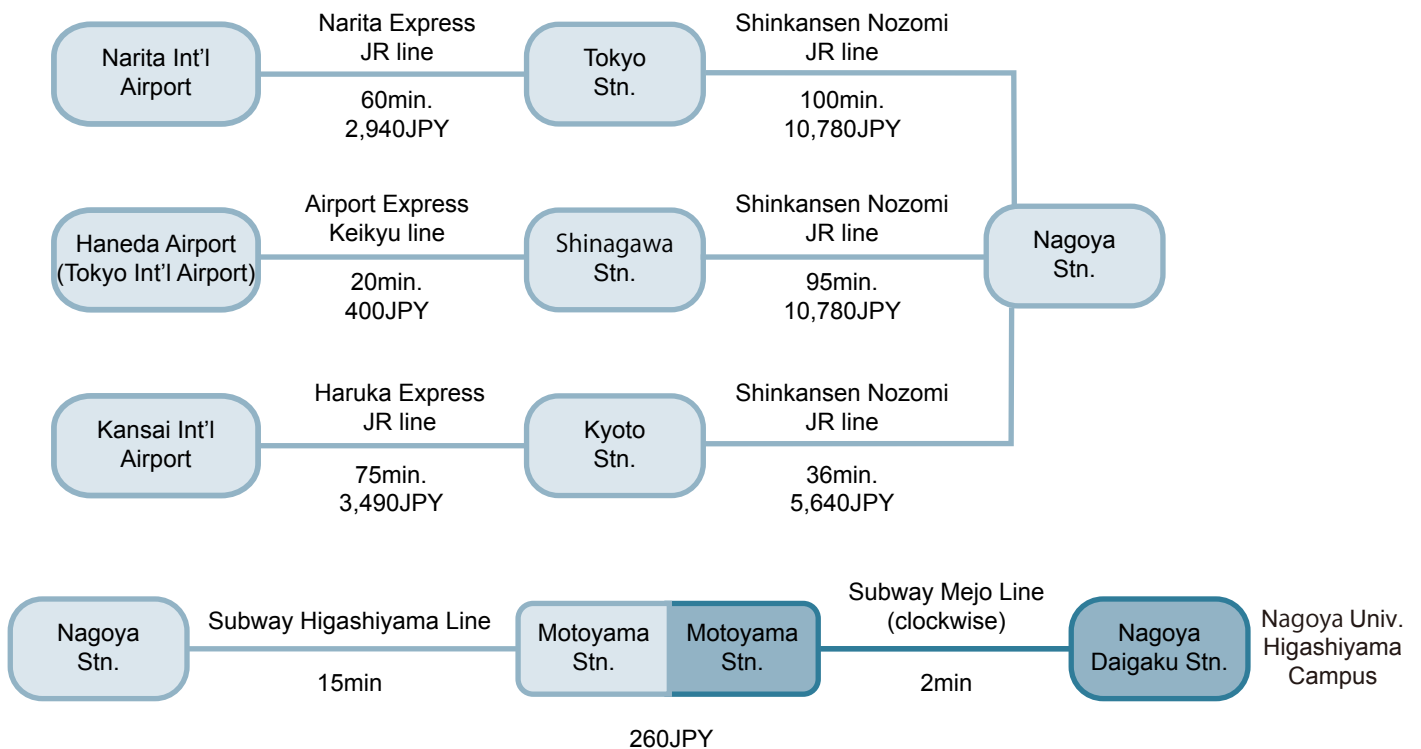 Narita Int'l
Airport
Narita Express
JR line
60min.
2,940JPY
Tokyo
Stn.
Shinkansen Nozomi
JR line
100min.
10,780JPY
Haneda Airport
(Tokyo Int'l Airport)
Airport Express
Keikyu line
20min.
400JPY
Shinagawa
Stn.
Shinkansen Nozomi
JR line
95min.
10,780JPY
Nagoya
Stn.
Kansai Int'l
Airport
Haruka Express
JR line
75min.
3,490JPY
Kyoto
Stn.
Shinkansen Nozomi
JR line
36min.
5,640JPY
Nagoya
Stn.
Subway Higashiyama Line
15min
Motoyama
Stn.
Motoyama
Stn.
Subway Mejo Line
(clockwise)
2min
Nagoya
Daigaku Stn.
Nagoya Univ.
Higashiyama
Campus
260JPY